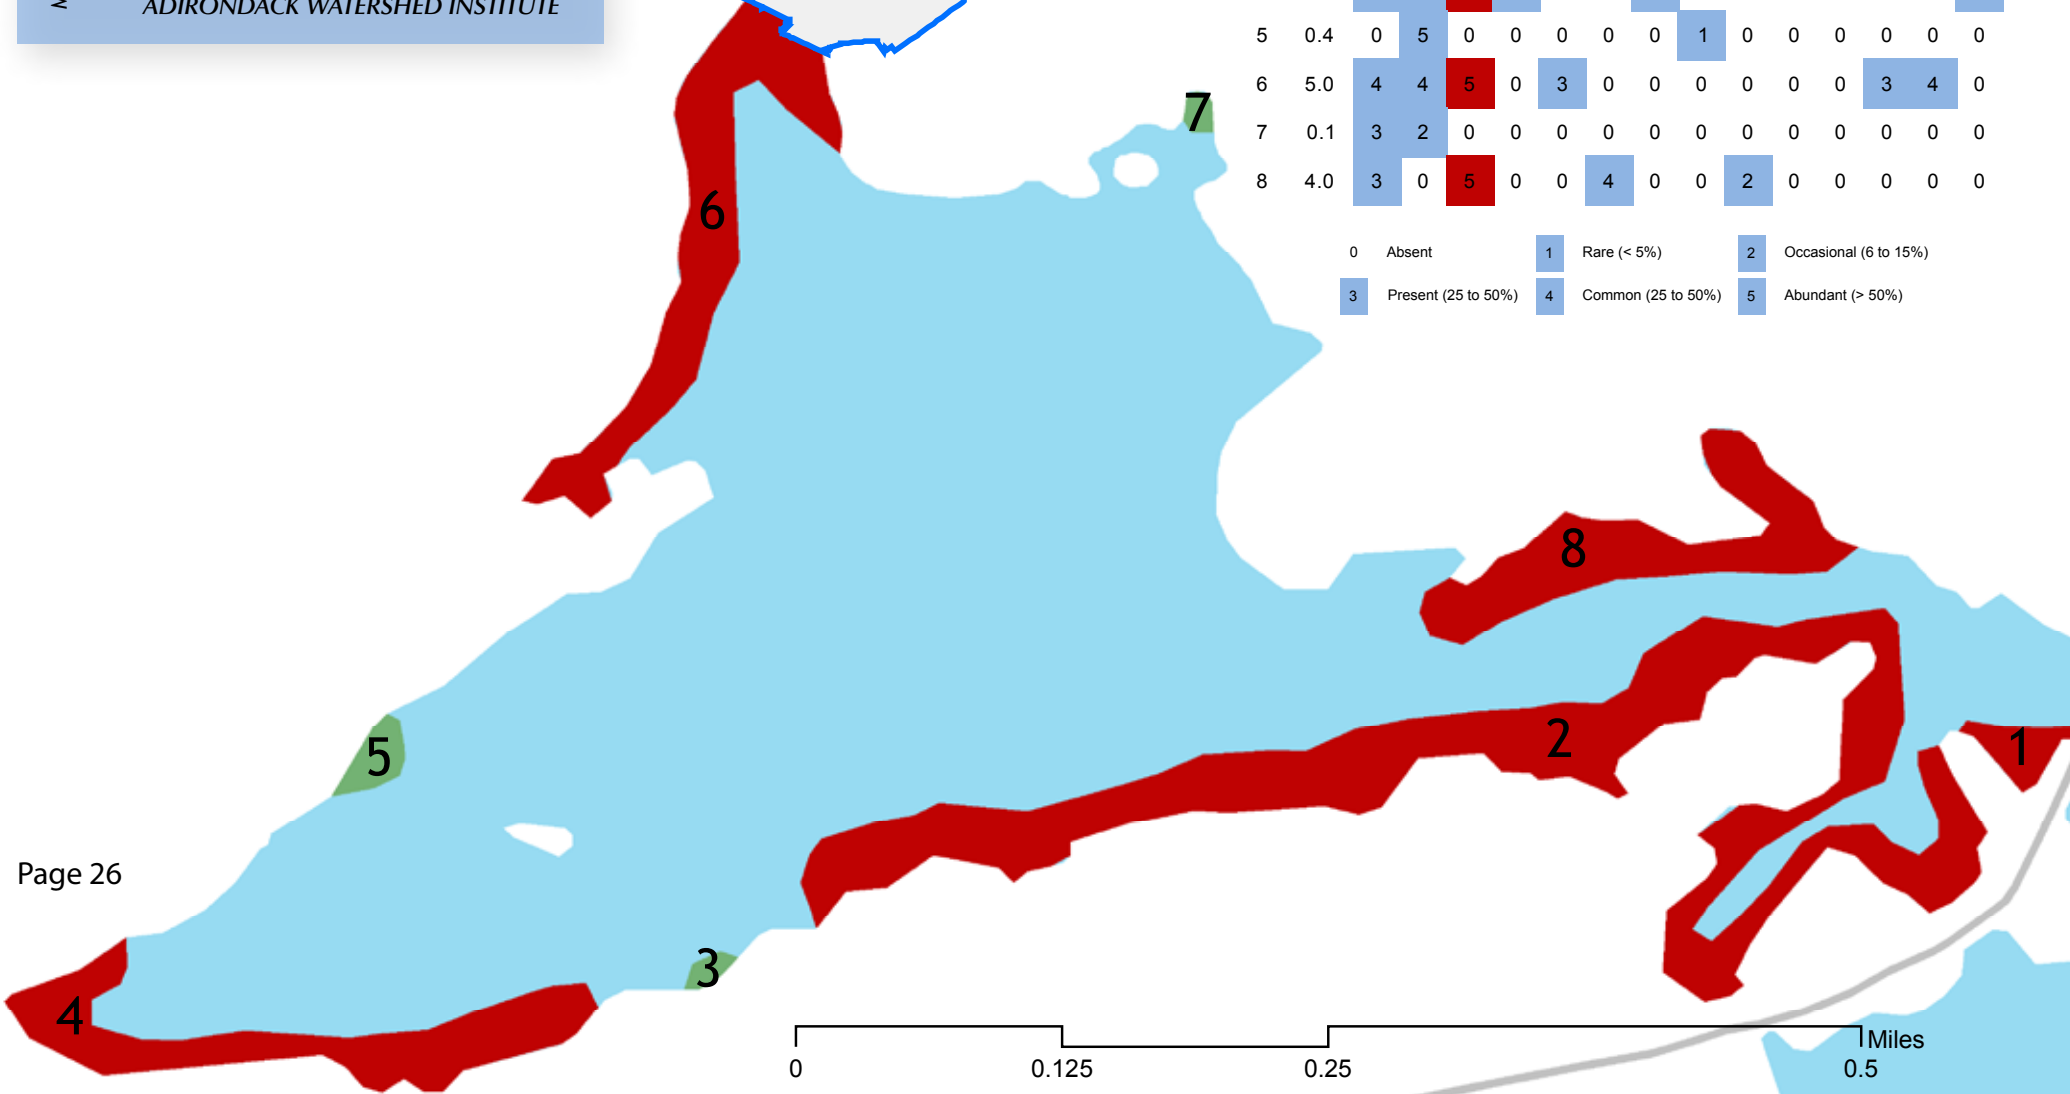 ADIRONDACK WATERSHED INSTITUTE
5 0.4 0 5 0 0 0 0 0 1 0 0 0 0 0 0
6 5.0 4 4 5 0 3 0 0 0 0 0 0 3 4 0
7 0.1 3 2 0 0 0 0 0 0 0 0 0 0 0 0
8 4.0 3 0 5 0 0 4 0 0 2 0 0 0 0 0
0 Absent 1 Rare (< 5%) 2 Occasional (6 to 15%)
3 Present (25 to 50%) 4 Common (25 to 50%) 5 Abundant (> 50%)
7
6
8
2
1
5
Page 26
3
4
Miles
0 0.125 0.25 0.5